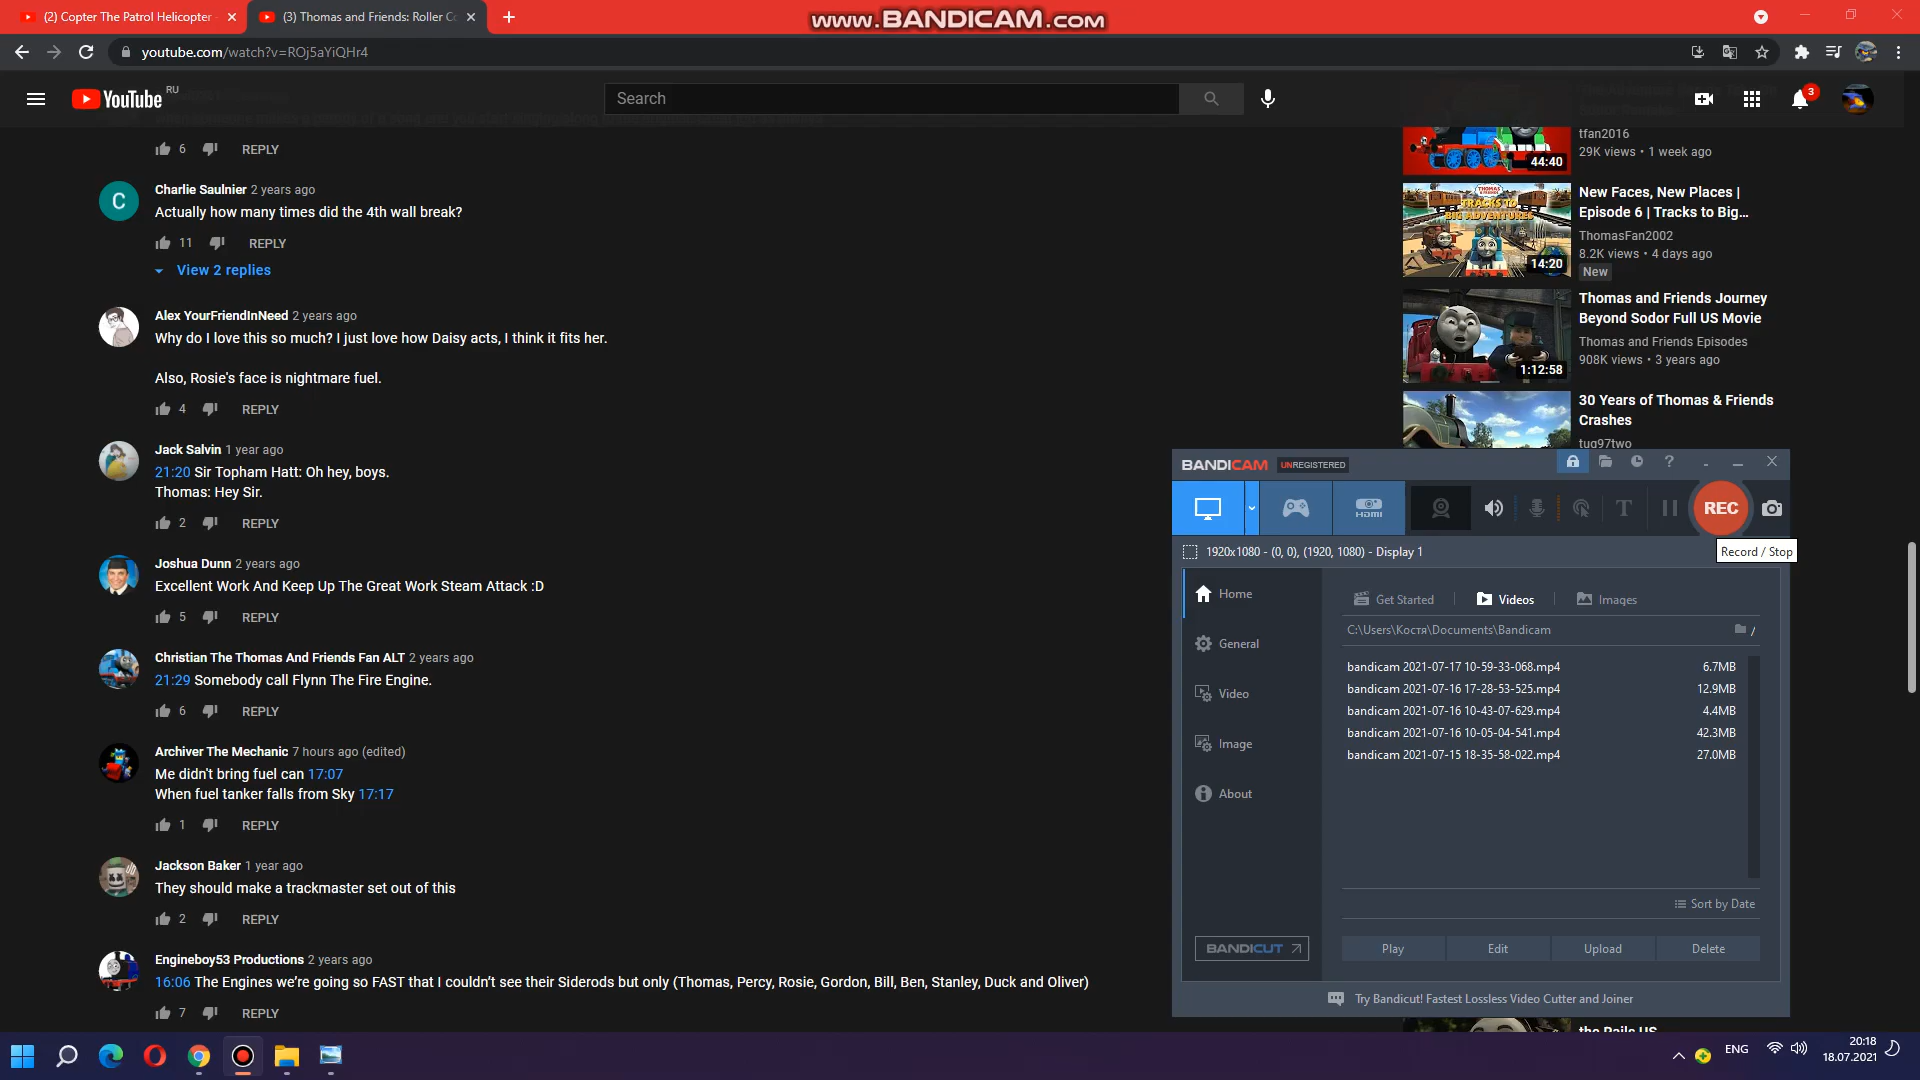 (2) Copter The Patrol Helicopter
(3) Thomas and Friends: Roller Co
www.BANDICAM.com
youtube.com/watch?v=ROj5aYiQHr4
YouTube RU
Search
3
6 REPLY
Charlie Saulnier 2 years ago
Actually how many times did the 4th wall break?
11 REPLY
View 2 replies
Alex YourFriendInNeed 2 years ago
Why do I love this so much? I just love how Daisy acts, I think it fits her.
Also, Rosie's face is nightmare fuel.
4 REPLY
Jack Salvin 1 year ago
21:20 Sir Topham Hatt: Oh hey, boys.
Thomas: Hey Sir.
2 REPLY
Joshua Dunn 2 years ago
Excellent Work And Keep Up The Great Work Steam Attack :D
5 REPLY
Christian The Thomas And Friends Fan ALT 2 years ago
21:29 Somebody call Flynn The Fire Engine.
6 REPLY
Archiver The Mechanic 7 hours ago (edited)
Me didn't bring fuel can 17:07
When fuel tanker falls from Sky 17:17
1 REPLY
Jackson Baker 1 year ago
They should make a trackmaster set out of this
2 REPLY
Engineboy53 Productions 2 years ago
16:06 The Engines we’re going so FAST that I couldn’t see their Siderods but only (Thomas, Percy, Rosie, Gordon, Bill, Ben, Stanley, Duck and Oliver)
7 REPLY
44:40
tfan2016
29K views • 1 week ago
TRACKS TO
BIG ADVENTURES
14:20
New Faces, New Places |
Episode 6 | Tracks to Big...
ThomasFan2002
8.2K views • 4 days ago
New
1:12:58
Thomas and Friends Journey
Beyond Sodor Full US Movie
Thomas and Friends Episodes
908K views • 3 years ago
30 Years of Thomas & Friends
Crashes
tug97two
BANDICAM UNREGISTERED
HDMI
REC
1920x1080 - (0, 0), (1920, 1080) - Display 1
Record / Stop
Home
General
Video
Image
About
BANDICUT
Get Started
Videos
Images
C:\Users\Костя\Documents\Bandicam
bandicam 2021-07-17 10-59-33-068.mp4 6.7MB
bandicam 2021-07-16 17-28-53-525.mp4 12.9MB
bandicam 2021-07-16 10-43-07-629.mp4 4.4MB
bandicam 2021-07-16 10-05-04-541.mp4 42.3MB
bandicam 2021-07-15 18-35-58-022.mp4 27.0MB
Sort by Date
Play Edit Upload Delete
Try Bandicut! Fastest Lossless Video Cutter and Joiner
the Rails US
ENG
20:18
18.07.2021